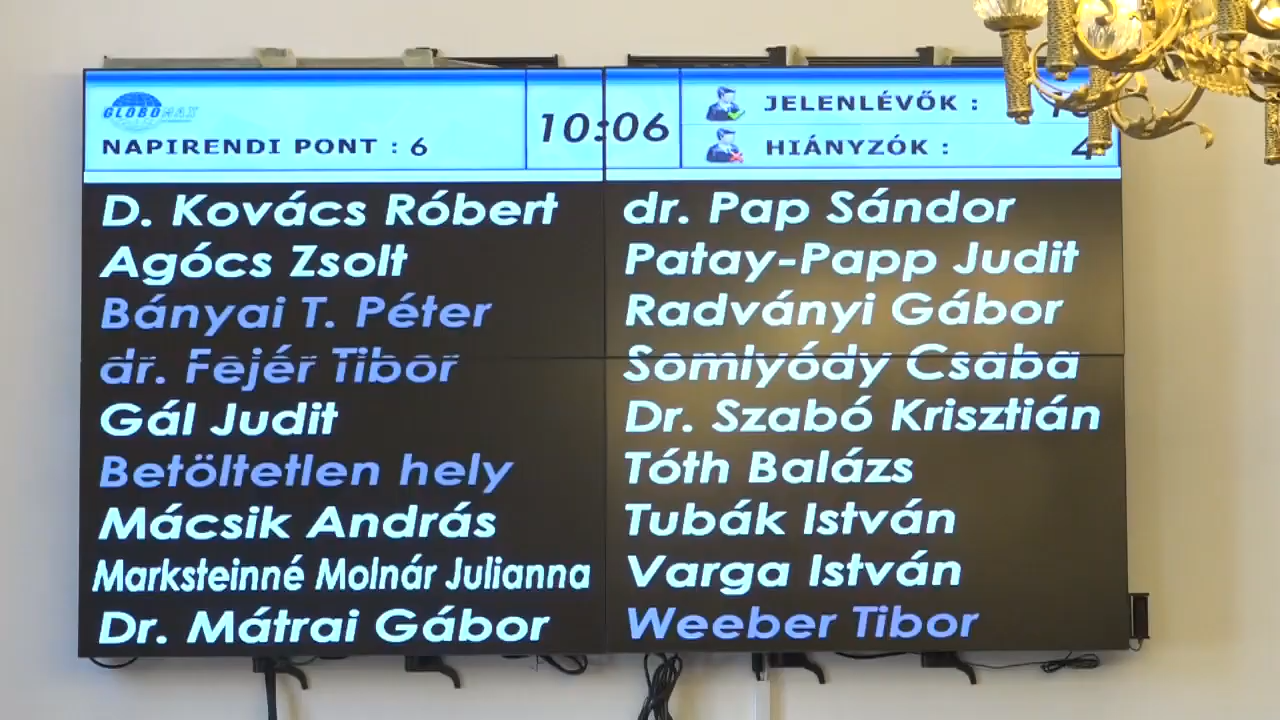 GLOBOMAX
NAPIRENDI PONT : 6
10:06
JELENLÉVŐK :
HIÁNYZÓK : 4
D. Kovács Róbert
Agócs Zsolt
Bányai T. Péter
dr. Fejér Tibor
Gál Judit
Betöltetlen hely
Mácsik András
Marksteinné Molnár Julianna
Dr. Mátrai Gábor
dr. Pap Sándor
Patay-Papp Judit
Radványi Gábor
Somlyódy Csaba
Dr. Szabó Krisztián
Tóth Balázs
Tubák István
Varga István
Weeber Tibor